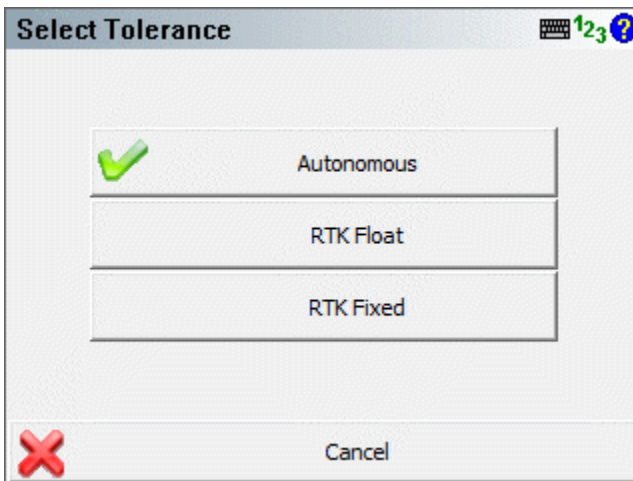 Select Tolerance 123 ?
Autonomous
RTK Float
RTK Fixed
Cancel